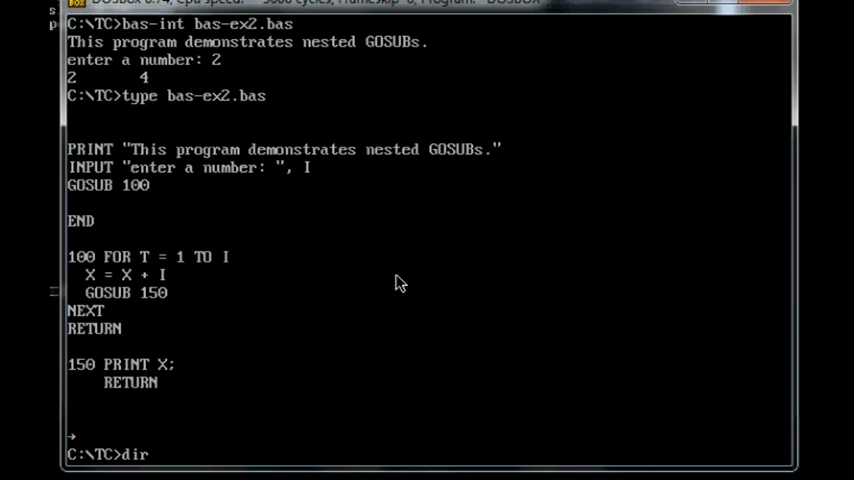 C:\TC>bas-int bas-ex2.bas
This program demonstrates nested GOSUBs.
enter a number: 2
2       4
C:\TC>type bas-ex2.bas
PRINT "This program demonstrates nested GOSUBs."
INPUT "enter a number: ", I
GOSUB 100
END
100 FOR T = 1 TO I
  X = X + I
  GOSUB 150
NEXT
RETURN
150 PRINT X;
    RETURN
→
C:\TC>dir